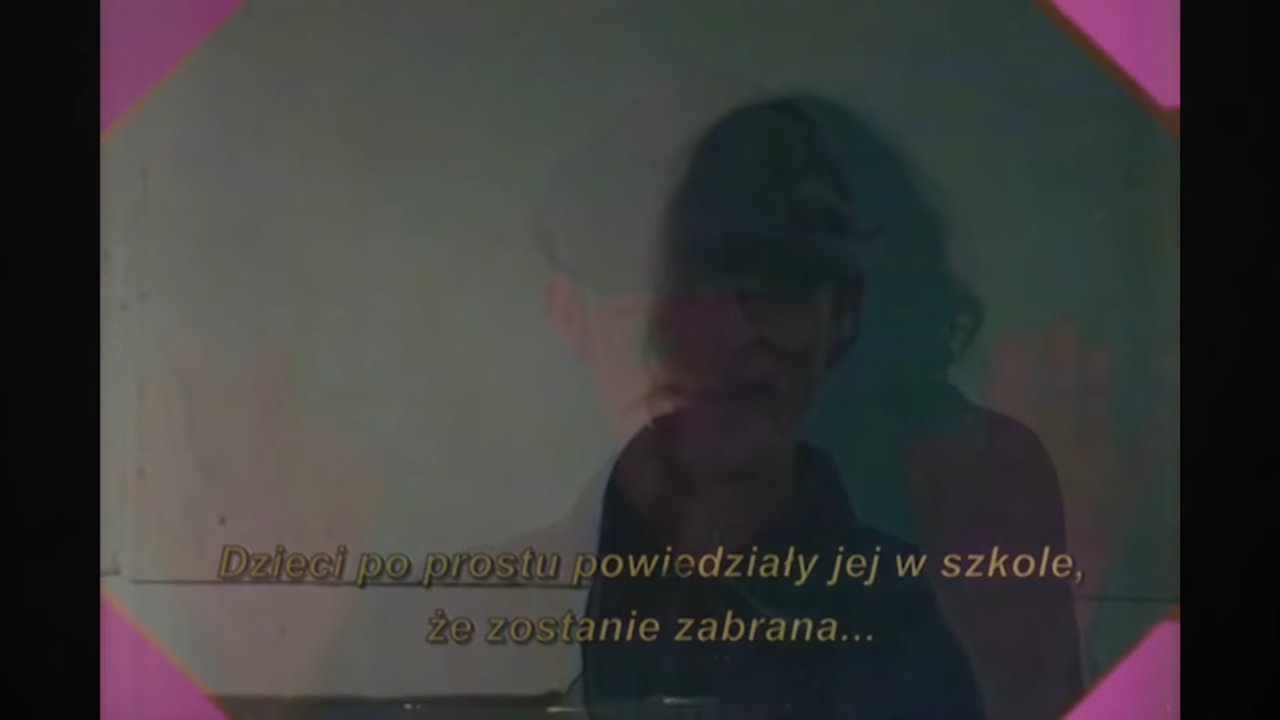 Dzieci po prostu powiedziały jej w szkole,
że zostanie zabrana...